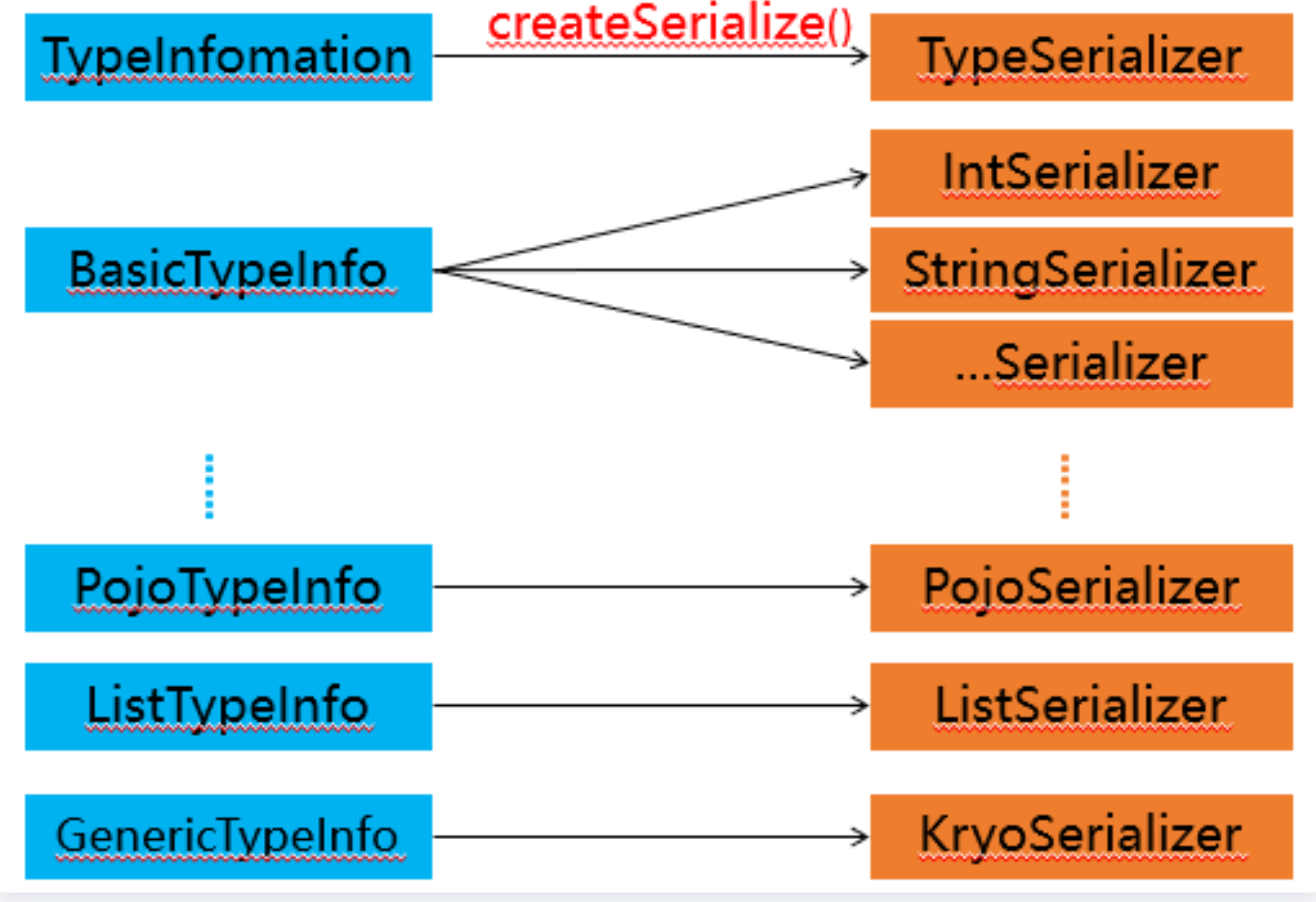 createSerialize()
TypeInfomation
TypeSerializer
IntSerializer
BasicTypeInfo
StringSerializer
...Serializer
PojoTypeInfo
PojoSerializer
ListTypeInfo
ListSerializer
GenericTypeInfo
KryoSerializer